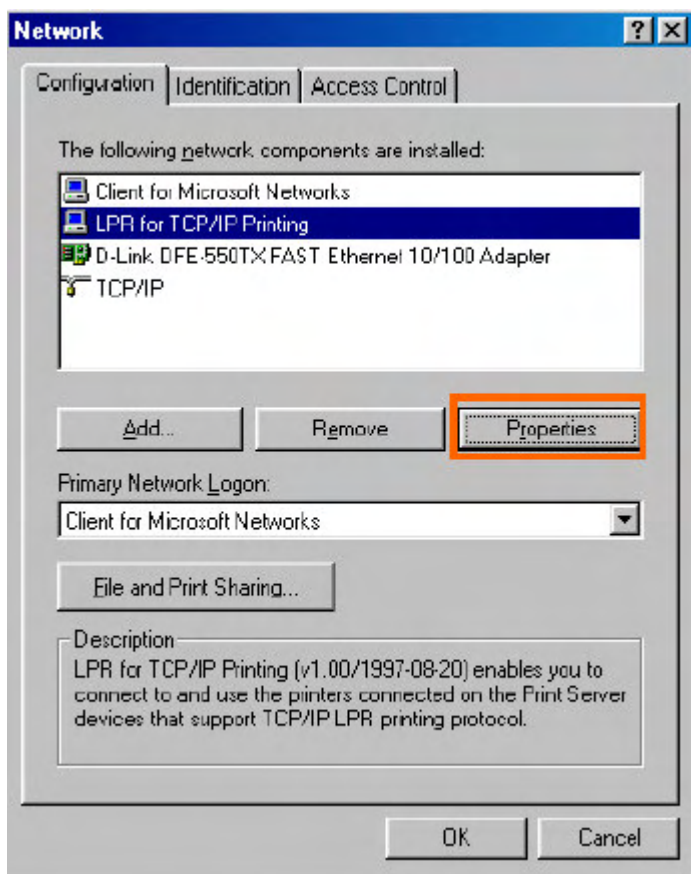 Network
Configuration Identification Access Control
The following network components are installed:
Client for Microsoft Networks
LPR for TCP/IP Printing
D-Link DFE-550TX FAST Ethernet 10/100 Adapter
TCP/IP
Add... Remove Properties
Primary Network Logon:
Client for Microsoft Networks
File and Print Sharing...
Description
LPR for TCP/IP Printing (v1.00/1997-08-20) enables you to
connect to and use the printers connected on the Print Server
devices that support TCP/IP LPR printing protocol.
OK Cancel